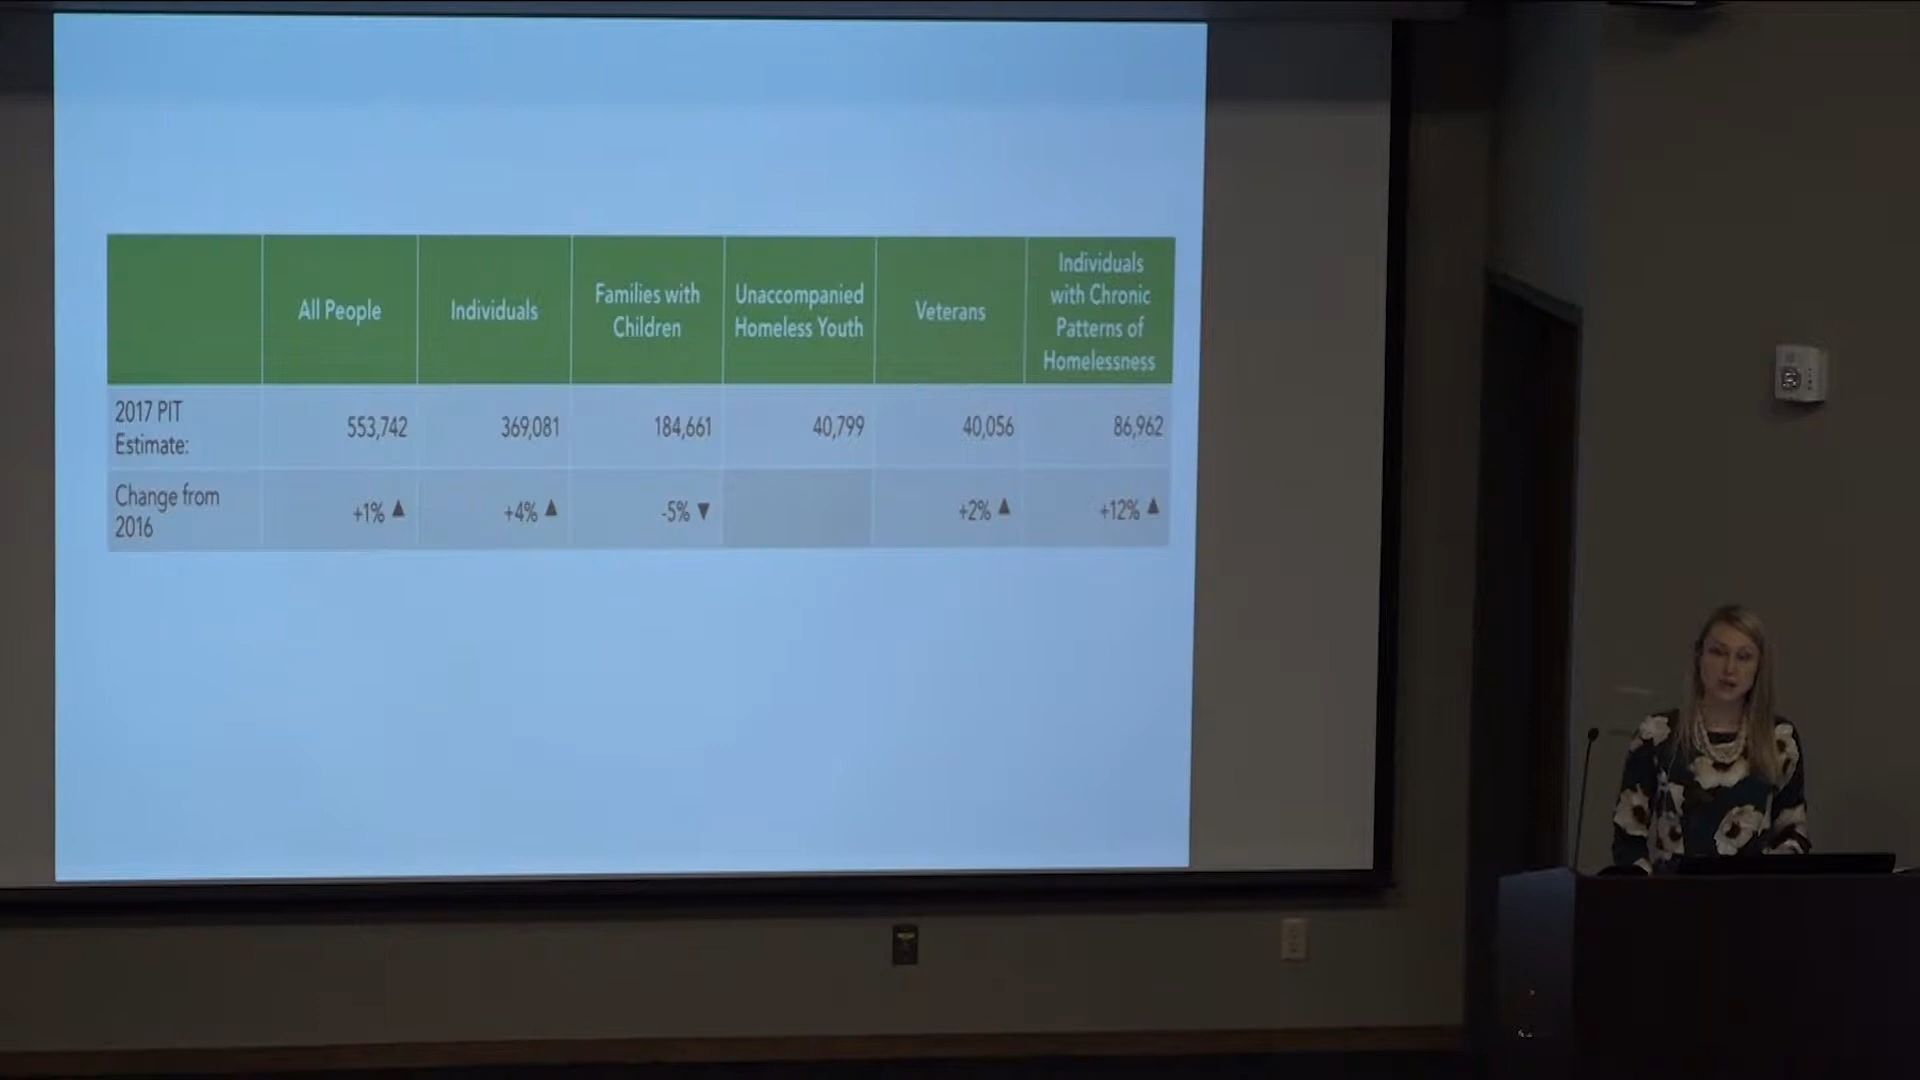 All People
Individuals
Families with
Children
Unaccompanied
Homeless Youth
Veterans
Individuals
with Chronic
Patterns of
Homelessness
2017 PIT
Estimate:
553,742
369,081
184,661
40,799
40,056
86,962
Change from
2016
+1% ▲
+4% ▲
-5% ▼
+2% ▲
+12% ▲